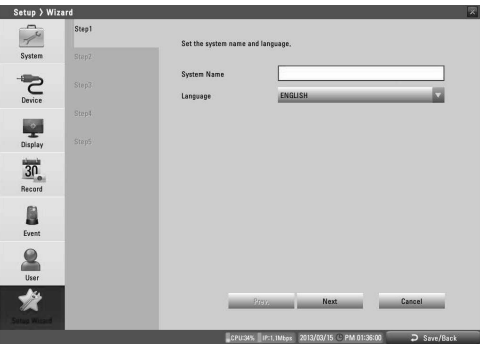 Setup > Wizard
System
Device
Display
30
Record
Event
User
Setup Wizard
Step1
Step2
Step3
Step4
Step5
Set the system name and language.
System Name
Language ENGLISH
Prev Next Cancel
CPU:34% IP:1.1Mbps 2013/03/15 PM 01:36:00 Save/Back